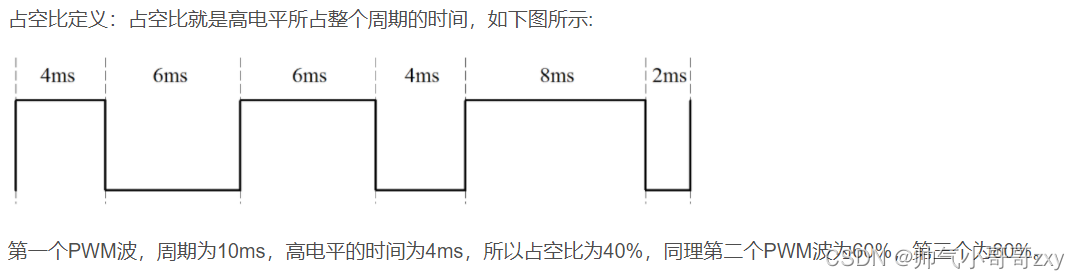 占空比定义：占空比就是高电平所占整个周期的时间，如下图所示:
4ms 6ms 6ms 4ms 8ms 2ms
第一个PWM波，周期为10ms，高电平的时间为4ms，所以占空比为40%，同理第二个PWM波为60%，第三个为80%。
CSDN @帅气小哥哥zxy